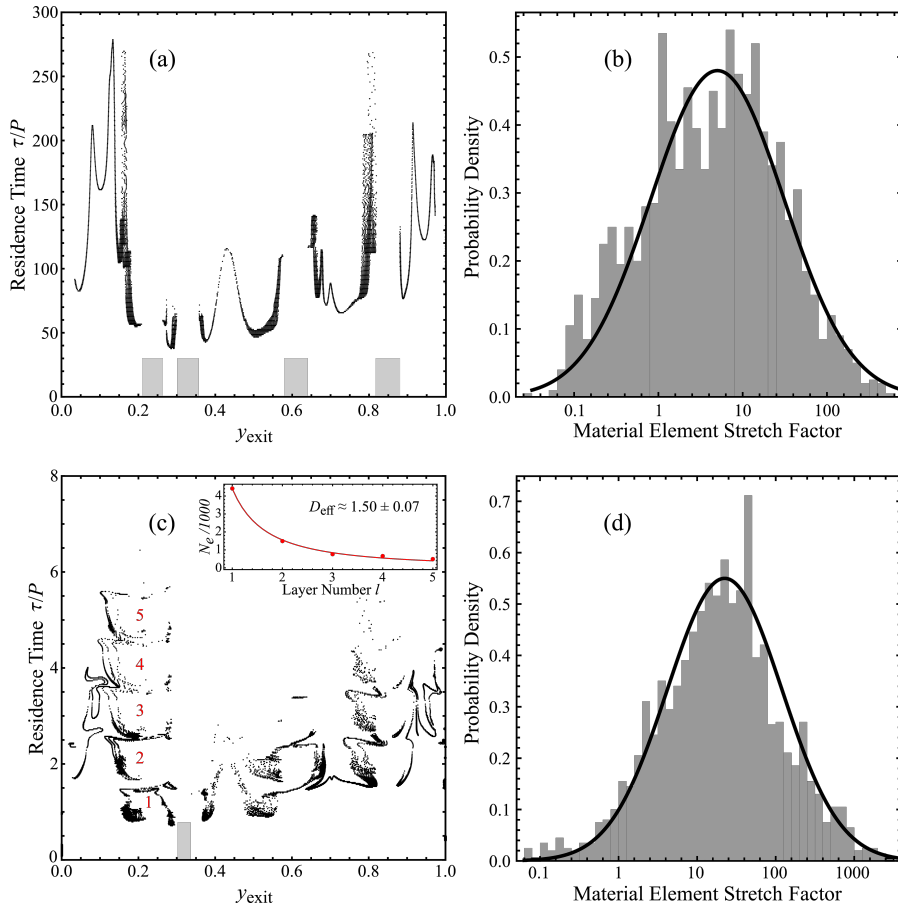 (a)
Residence Time τ/P
300
250
200
150
100
50
0
0.0 0.2 0.4 0.6 0.8 1.0
y_exit
(b)
Probability Density
0.5
0.4
0.3
0.2
0.1
0.0
0.1 1 10 100
Material Element Stretch Factor
(c)
Residence Time τ/P
8
6
4
2
0
5
4
3
2
1
0.0 0.2 0.4 0.6 0.8 1.0
y_exit
N_e /1000
4
3
2
1
0
D_eff ≈ 1.50 ± 0.07
1 2 3 4 5
Layer Number l
(d)
Probability Density
0.7
0.6
0.5
0.4
0.3
0.2
0.1
0.0
0.1 1 10 100 1000
Material Element Stretch Factor